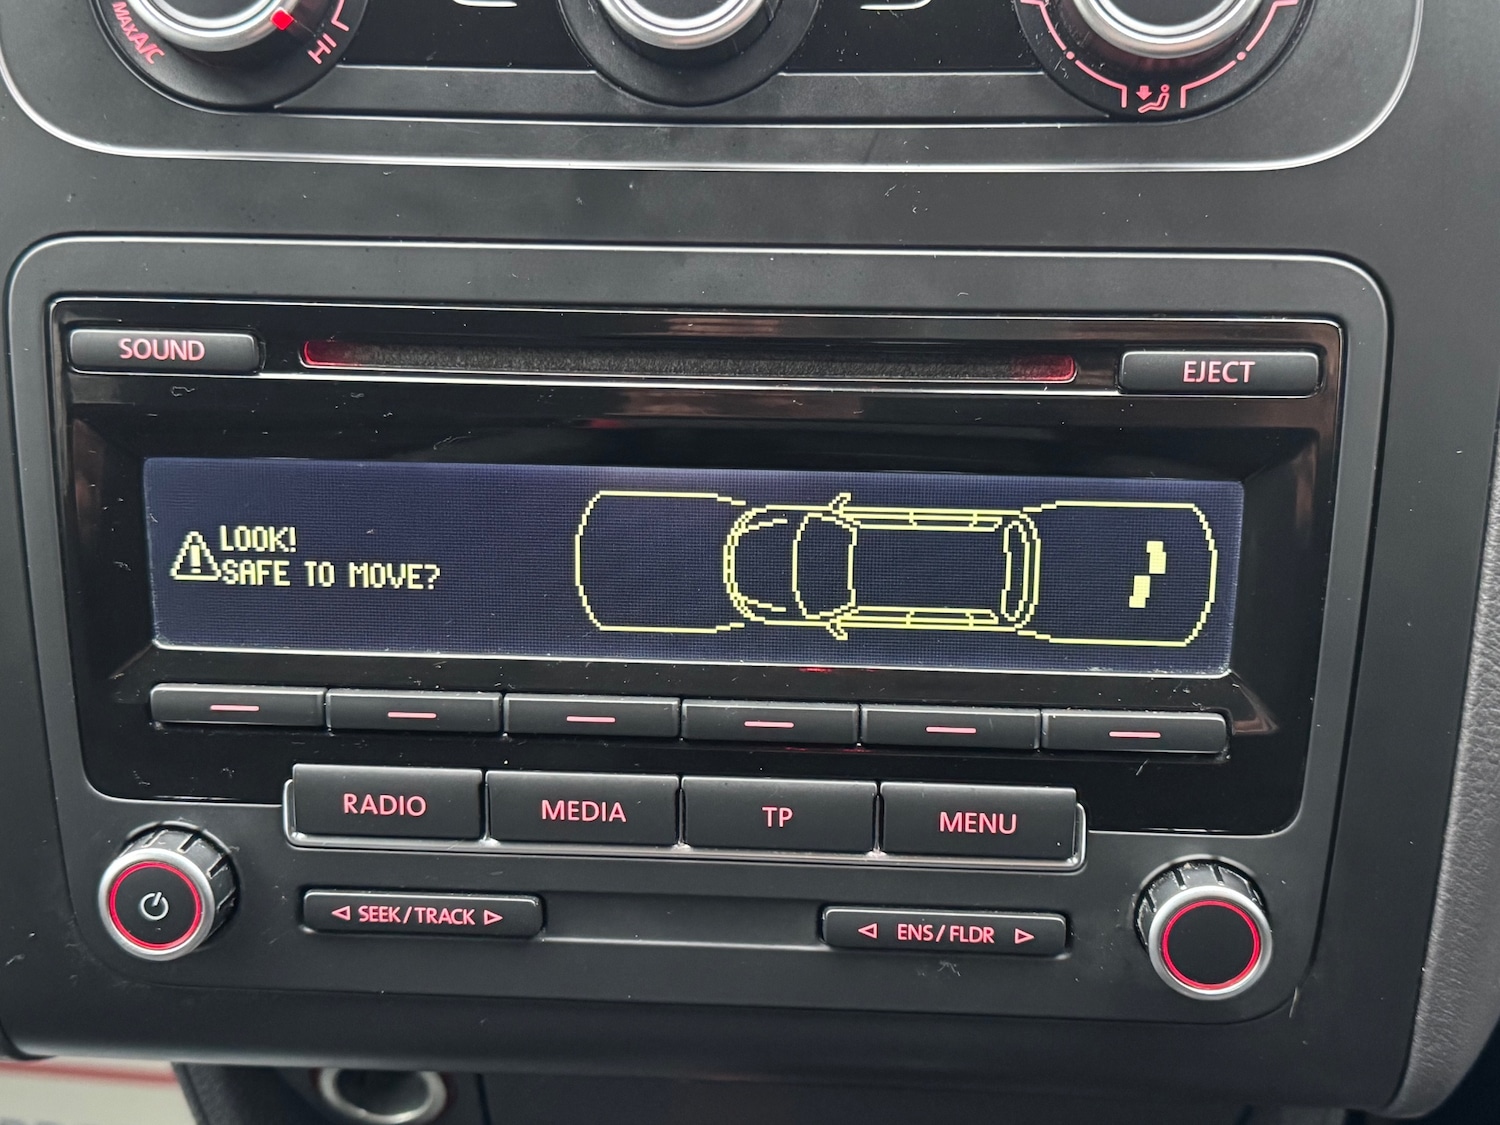 MAX A/C
HI
SOUND
EJECT
LOOK!
SAFE TO MOVE?
RADIO
MEDIA
TP
MENU
SEEK/TRACK
ENS/FLDR